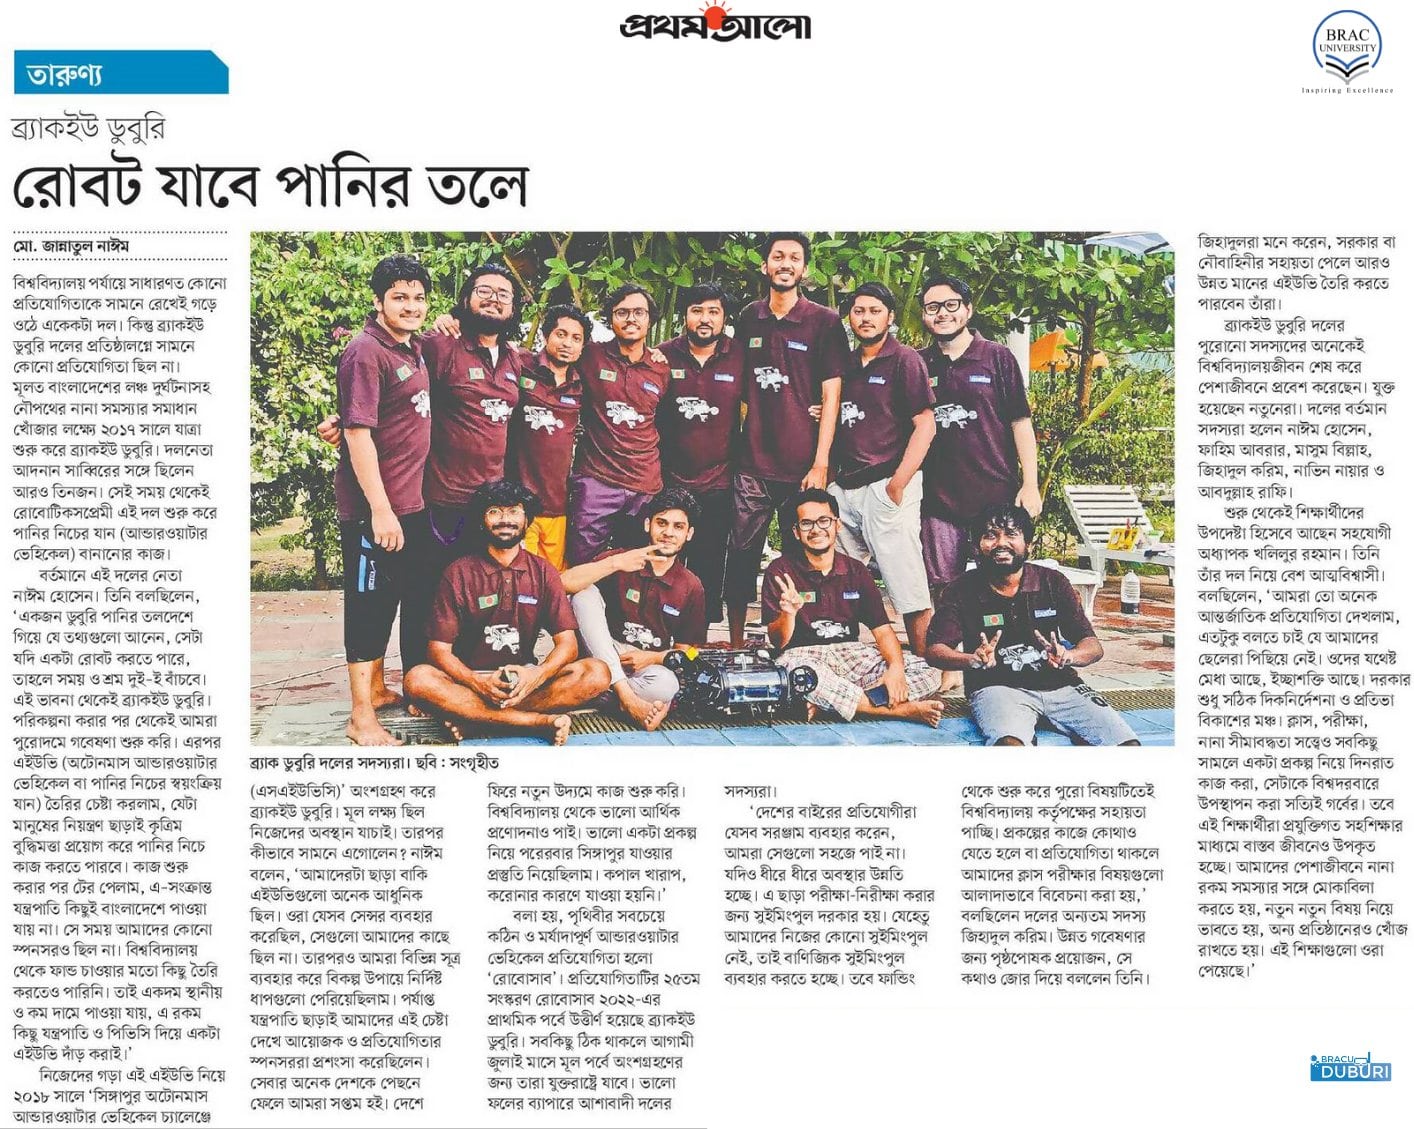 প্রথম আলো
BRAC
UNIVERSITY
Inspiring Excellence
তারুণ্য
ব্র্যাকইউ ডুবুরি
রোবট যাবে পানির তলে
মো. জান্নাতুল নাঈম
বিশ্ববিদ্যালয় পর্যায়ে সাধারণত কোনো
প্রতিযোগিতাকে সামনে রেখেই গড়ে
ওঠে একেকটা দল। কিন্তু ব্র্যাকইউ
ডুবুরি দলের প্রতিষ্ঠালগ্নে সামনে
কোনো প্রতিযোগিতা ছিল না।
মূলত বাংলাদেশের লঞ্চ দুর্ঘটনাসহ
নৌপথের নানা সমস্যার সমাধান
খোঁজার লক্ষ্যে ২০১৭ সালে যাত্রা
শুরু করে ব্র্যাকইউ ডুবুরি। দলনেতা
আদনান সাব্বিরের সঙ্গে ছিলেন
আরও তিনজন। সেই সময় থেকেই
রোবোটিকসপ্রেমী এই দল শুরু করে
পানির নিচের যান (আন্ডারওয়াটার
ভেহিকেল) বানানোর কাজ।
বর্তমানে এই দলের নেতা
নাঈম হোসেন। তিনি বলছিলেন,
‘একজন ডুবুরি পানির তলদেশে
গিয়ে যে তথ্যগুলো আনেন, সেটা
যদি একটা রোবট করতে পারে,
তাহলে সময় ও শ্রম দুই-ই বাঁচবে।
এই ভাবনা থেকেই ব্র্যাকইউ ডুবুরি।
পরিকল্পনা করার পর থেকেই আমরা
পুরোদমে গবেষণা শুরু করি। এরপর
এইউভি (অটোনমাস আন্ডারওয়াটার
ভেহিকেল বা পানির নিচের স্বয়ংক্রিয়
যান) তৈরির চেষ্টা করলাম, যেটা
মানুষের নিয়ন্ত্রণ ছাড়াই কৃত্রিম
বুদ্ধিমত্তা প্রয়োগ করে পানির নিচে
কাজ করতে পারবে। কাজ শুরু
করার পর টের পেলাম, এ-সংক্রান্ত
যন্ত্রপাতি কিছুই বাংলাদেশে পাওয়া
যায় না। সে সময় আমাদের কোনো
স্পনসরও ছিল না। বিশ্ববিদ্যালয়
থেকে ফান্ড চাওয়ার মতো কিছু তৈরি
করতেও পারিনি। তাই একদম স্থানীয়
ও কম দামে পাওয়া যায়, এ রকম
কিছু যন্ত্রপাতি ও পিভিসি দিয়ে একটা
এইউভি দাঁড় করাই।’
নিজেদের গড়া এই এইউভি নিয়ে
২০১৮ সালে ‘সিঙ্গাপুর অটোনমাস
আন্ডারওয়াটার ভেহিকেল চ্যালেঞ্জে
ব্র্যাক ডুবুরি দলের সদস্যরা। ছবি : সংগৃহীত
(এসএইউভিসি)’ অংশগ্রহণ করে
ব্র্যাকইউ ডুবুরি। মূল লক্ষ্য ছিল
নিজেদের অবস্থান যাচাই। তারপর
কীভাবে সামনে এগোলেন? নাঈম
বলেন, ‘আমাদেরটা ছাড়া বাকি
এইউভিগুলো অনেক আধুনিক
ছিল। ওরা যেসব সেন্সর ব্যবহার
করেছিল, সেগুলো আমাদের কাছে
ছিল না। তারপরও আমরা বিভিন্ন সূত্র
ব্যবহার করে বিকল্প উপায়ে নির্দিষ্ট
ধাপগুলো পেরিয়েছিলাম। পর্যাপ্ত
যন্ত্রপাতি ছাড়াই আমাদের এই চেষ্টা
দেখে আয়োজক ও প্রতিযোগিতার
স্পনসররা প্রশংসা করেছিলেন।
সেবার অনেক দেশকে পেছনে
ফেলে আমরা সপ্তম হই। দেশে
ফিরে নতুন উদ্যমে কাজ শুরু করি।
বিশ্ববিদ্যালয় থেকে ভালো আর্থিক
প্রণোদনাও পাই। ভালো একটা প্রকল্প
নিয়ে পরেরবার সিঙ্গাপুর যাওয়ার
প্রস্তুতি নিয়েছিলাম। কপাল খারাপ,
করোনার কারণে যাওয়া হয়নি।’
বলা হয়, পৃথিবীর সবচেয়ে
কঠিন ও মর্যাদাপূর্ণ আন্ডারওয়াটার
ভেহিকেল প্রতিযোগিতা হলো
‘রোবোসাব’। প্রতিযোগিতাটির ২৫তম
সংস্করণ রোবোসাব ২০২২-এর
প্রাথমিক পর্বে উত্তীর্ণ হয়েছে ব্র্যাকইউ
ডুবুরি। সবকিছু ঠিক থাকলে আগামী
জুলাই মাসে মূল পর্বে অংশগ্রহণের
জন্য তারা যুক্তরাষ্ট্রে যাবে। ভালো
ফলের ব্যাপারে আশাবাদী দলের
সদস্যরা।
‘দেশের বাইরের প্রতিযোগীরা
যেসব সরঞ্জাম ব্যবহার করেন,
আমরা সেগুলো সহজে পাই না।
যদিও ধীরে ধীরে অবস্থার উন্নতি
হচ্ছে। এ ছাড়া পরীক্ষা-নিরীক্ষা করার
জন্য সুইমিংপুল দরকার হয়। যেহেতু
আমাদের নিজের কোনো সুইমিংপুল
নেই, তাই বাণিজ্যিক সুইমিংপুল
ব্যবহার করতে হচ্ছে। তবে ফান্ডিং
থেকে শুরু করে পুরো বিষয়টিতেই
বিশ্ববিদ্যালয় কর্তৃপক্ষের সহায়তা
পাচ্ছি। প্রকল্পের কাজে কোথাও
যেতে হলে বা প্রতিযোগিতা থাকলে
আমাদের ক্লাস পরীক্ষার বিষয়গুলো
আলাদাভাবে বিবেচনা করা হয়,’
বলছিলেন দলের অন্যতম সদস্য
জিহাদুল করিম। উন্নত গবেষণার
জন্য পৃষ্ঠপোষক প্রয়োজন, সে
কথাও জোর দিয়ে বললেন তিনি।
জিহাদুলরা মনে করেন, সরকার বা
নৌবাহিনীর সহায়তা পেলে আরও
উন্নত মানের এইউভি তৈরি করতে
পারবেন তাঁরা।
ব্র্যাকইউ ডুবুরি দলের
পুরোনো সদস্যদের অনেকেই
বিশ্ববিদ্যালয়জীবন শেষ করে
পেশাজীবনে প্রবেশ করেছেন। যুক্ত
হয়েছেন নতুনেরা। দলের বর্তমান
সদস্যরা হলেন নাঈম হোসেন,
ফাহিম আবরার, মাসুম বিল্লাহ,
জিহাদুল করিম, নাভিন নায়ার ও
আবদুল্লাহ রাফি।
শুরু থেকেই শিক্ষার্থীদের
উপদেষ্টা হিসেবে আছেন সহযোগী
অধ্যাপক খলিলুর রহমান। তিনি
তাঁর দল নিয়ে বেশ আত্মবিশ্বাসী।
বলছিলেন, ‘আমরা তো অনেক
আন্তর্জাতিক প্রতিযোগিতা দেখলাম,
এতটুকু বলতে চাই যে আমাদের
ছেলেরা পিছিয়ে নেই। ওদের যথেষ্ট
মেধা আছে, ইচ্ছাশক্তি আছে। দরকার
শুধু সঠিক দিকনির্দেশনা ও প্রতিভা
বিকাশের মঞ্চ। ক্লাস, পরীক্ষা,
নানা সীমাবদ্ধতা সত্ত্বেও সবকিছু
সামলে একটা প্রকল্প নিয়ে দিনরাত
কাজ করা, সেটাকে বিশ্বদরবারে
উপস্থাপন করা সত্যিই গর্বের। তবে
এই শিক্ষার্থীরা প্রযুক্তিগত সহশিক্ষার
মাধ্যমে বাস্তব জীবনেও উপকৃত
হচ্ছে। আমাদের পেশাজীবনে নানা
রকম সমস্যার সঙ্গে মোকাবিলা
করতে হয়, নতুন নতুন বিষয় নিয়ে
ভাবতে হয়, অন্য প্রতিষ্ঠানেরও খোঁজ
রাখতে হয়। এই শিক্ষাগুলো ওরা
পেয়েছে।’
BRACU
DUBURI